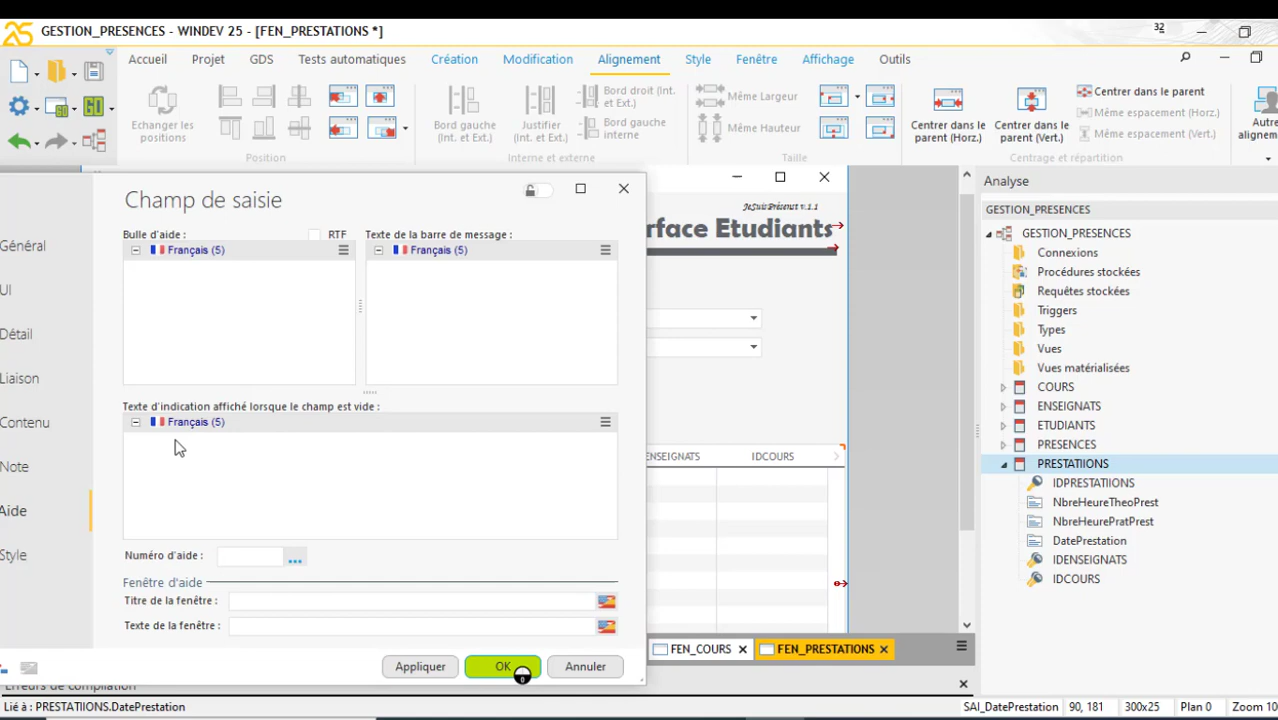 GESTION_PRESENCES - WINDEV 25 - [FEN_PRESTATIONS *]
32
Accueil Projet GDS Tests automatiques Création Modification Alignement Style Fenêtre Affichage Outils
Echanger les positions
Bord gauche (Int. et Ext.)
Justifier (Int. et Ext.)
Bord droit (Int. et Ext.)
Bord gauche interne
Même Largeur
Même Hauteur
Centrer dans le parent (Horz.)
Centrer dans le parent (Vert.)
Centrer dans le parent
Même espacement (Horz.)
Même espacement (Vert.)
Autre
alignem
Position
Interne et externe
Taille
Centrage et répartition
Champ de saisie
Général
UI
Détail
Liaison
Contenu
Note
Aide
Style
Bulle d'aide :
RTF
Texte de la barre de message :
Français (5)
Français (5)
Texte d'indication affiché lorsque le champ est vide :
Français (5)
Numéro d'aide :
Fenêtre d'aide
Titre de la fenêtre :
Texte de la fenêtre :
Appliquer OK Annuler
JeSuisPrésent v.1.1
rface Etudiants
ENSEIGNATS IDCOURS
FEN_COURS
FEN_PRESTATIONS
Analyse
GESTION_PRESENCES
GESTION_PRESENCES
Connexions
Procédures stockées
Requêtes stockées
Triggers
Types
Vues
Vues matérialisées
COURS
ENSEIGNATS
ETUDIANTS
PRESENCES
PRESTATIIONS
IDPRESTATIIONS
NbreHeureTheoPrest
NbreHeurePratPrest
DatePrestation
IDENSEIGNATS
IDCOURS
Erreurs de compilation
Lié à : PRESTATIIONS.DatePrestation
SAI_DatePrestation 90, 181 300x25 Plan 0 Zoom 10